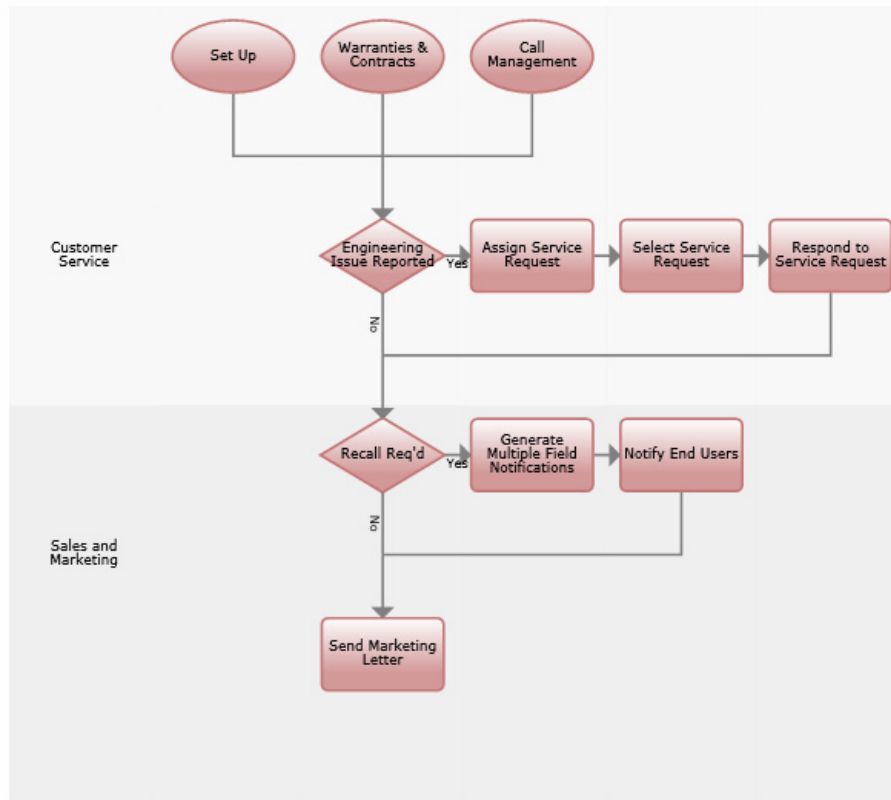 Set Up
Warranties &
Contracts
Call
Management
Customer
Service
Engineering
Issue Reported
Yes
Assign Service
Request
Select Service
Request
Respond to
Service Request
No
Recall Req'd
Yes
Generate
Multiple Field
Notifications
Notify End Users
No
Sales and
Marketing
Send Marketing
Letter